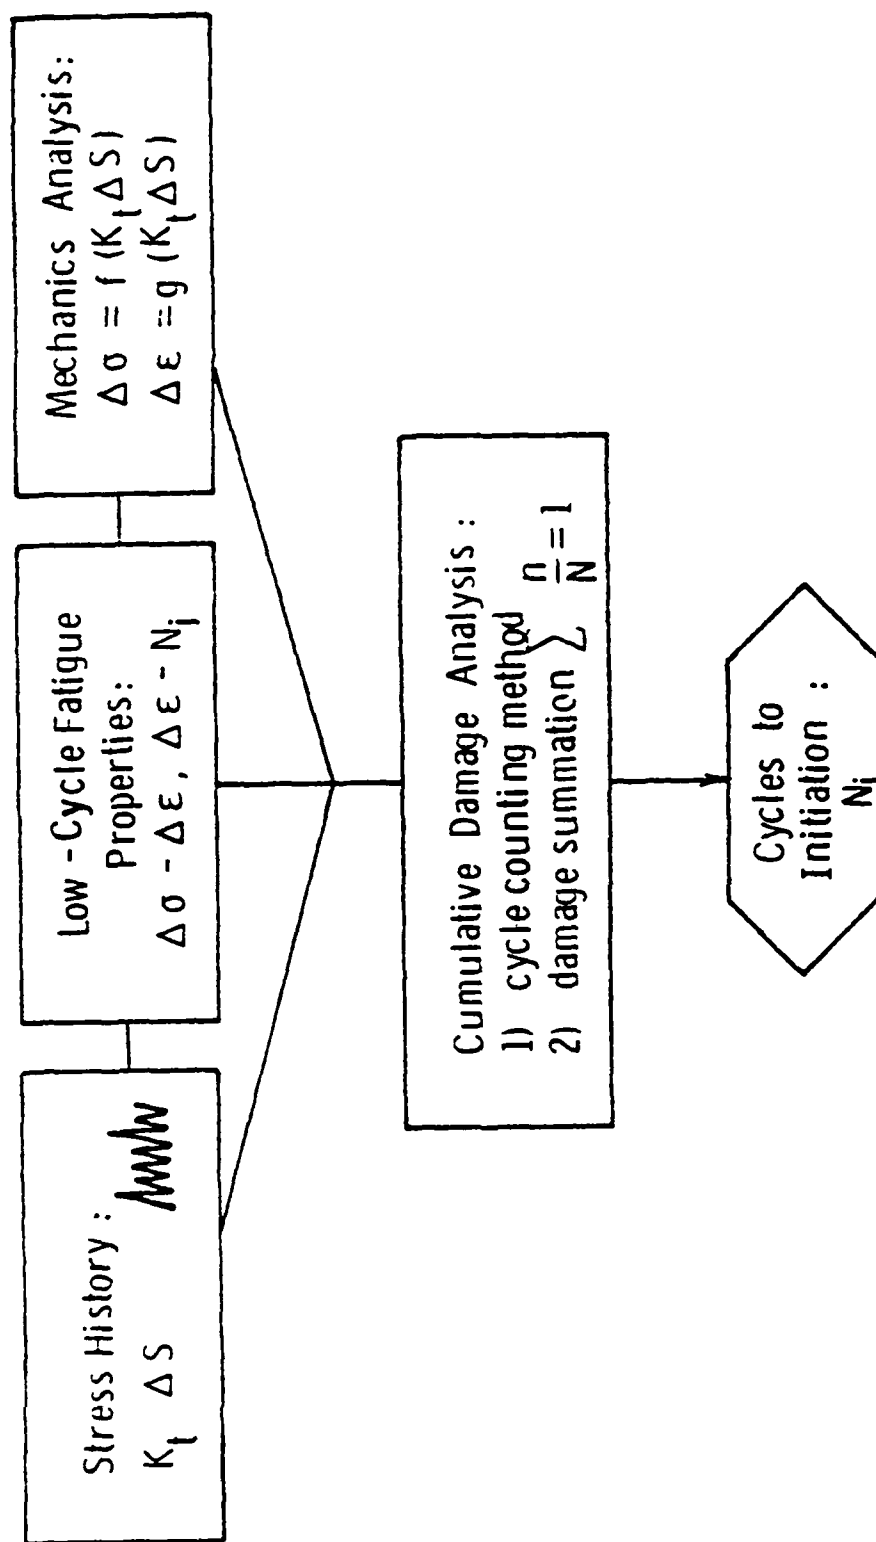 Stress History :
K_t ΔS
Low - Cycle Fatigue
Properties:
Δσ - Δε, Δε - N_i
Mechanics Analysis:
Δσ = f (K_t ΔS)
Δε = g (K_t ΔS)
Cumulative Damage Analysis :
1) cycle counting method
2) damage summation ∑ n/N = 1
Cycles to
Initiation :
N_i